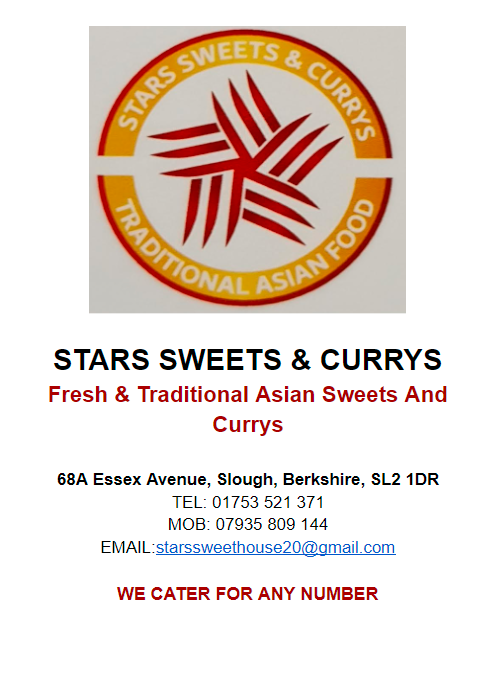 STARS SWEETS & CURRYS
TRADITIONAL ASIAN FOOD
STARS SWEETS & CURRYS
Fresh & Traditional Asian Sweets And
Currys
68A Essex Avenue, Slough, Berkshire, SL2 1DR
TEL: 01753 521 371
MOB: 07935 809 144
EMAIL:starssweethouse20@gmail.com
WE CATER FOR ANY NUMBER